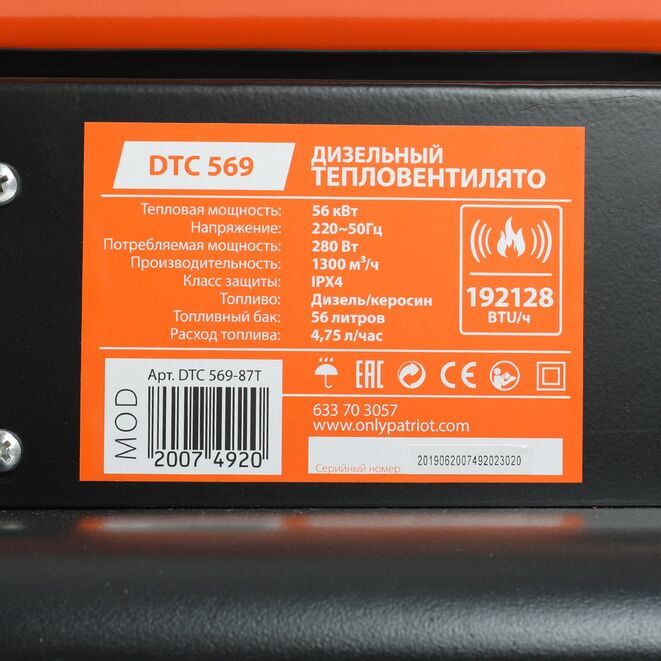 DTC 569
ДИЗЕЛЬНЫЙ
ТЕПЛОВЕНТИЛЯТО
Тепловая мощность: 56 кВт
Напряжение: 220~50Гц
Потребляемая мощность: 280 Вт
Производительность: 1300 м³/ч
Класс защиты: IPX4
Топливо: Дизель/керосин
Топливный бак: 56 литров
Расход топлива: 4,75 л/час
192128
BTU/ч
MOD
Арт. DTC 569-87T
2007 4920
EAC
CE
633 70 3057
www.onlypatriot.com
Серийный номер: 2019062007492023020